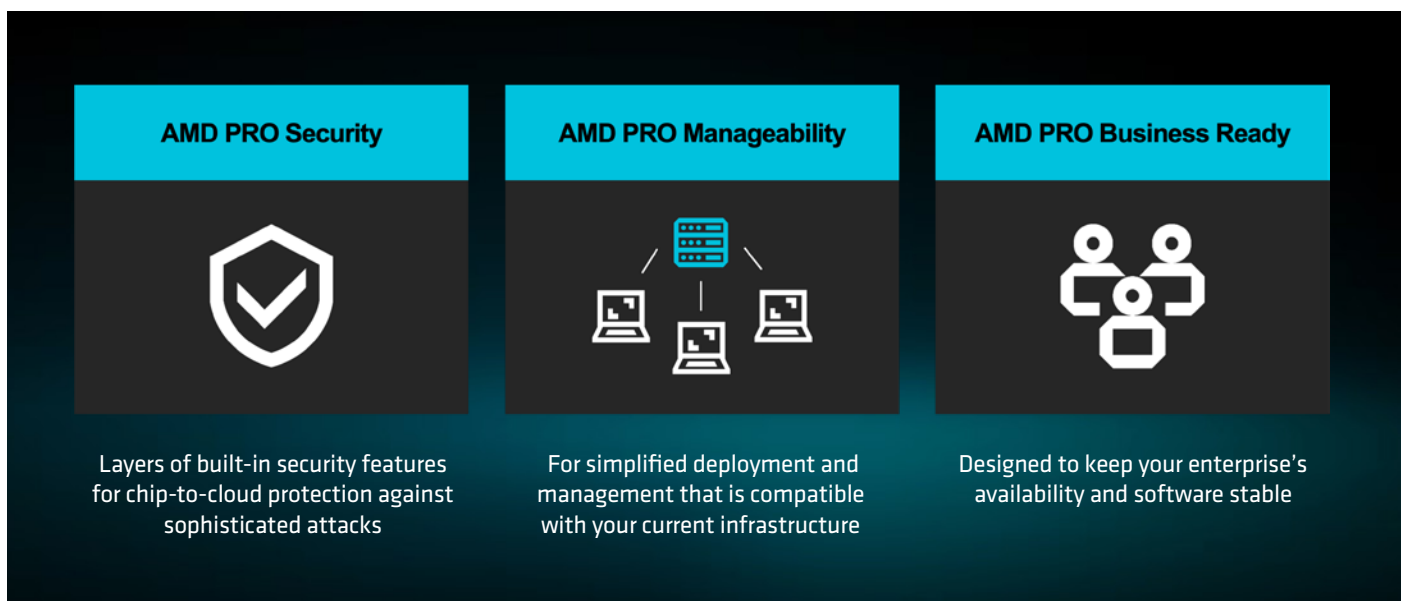 AMD PRO Security
AMD PRO Manageability
AMD PRO Business Ready
Layers of built-in security features
for chip-to-cloud protection against
sophisticated attacks
For simplified deployment and
management that is compatible
with your current infrastructure
Designed to keep your enterprise’s
availability and software stable